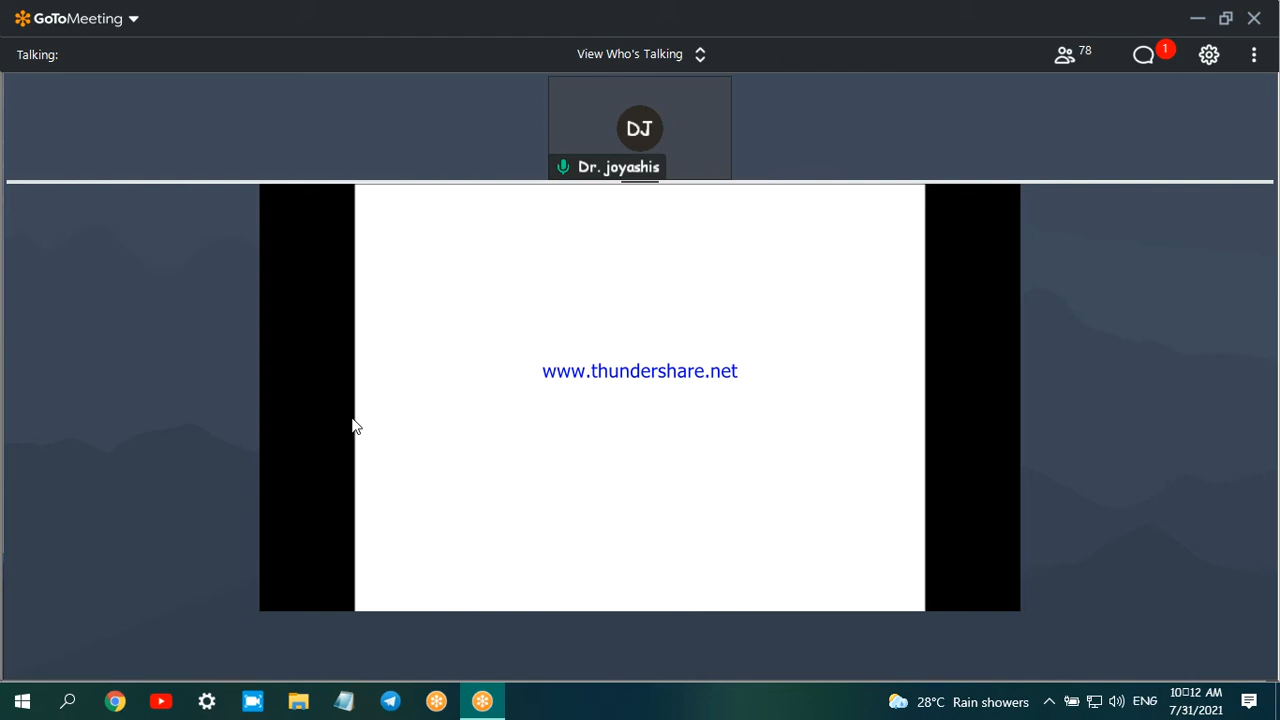 GoToMeeting
Talking:
View Who's Talking
78
1
DJ
Dr. joyashis
www.thundershare.net
28°C Rain showers
ENG
10:12 AM
7/31/2021